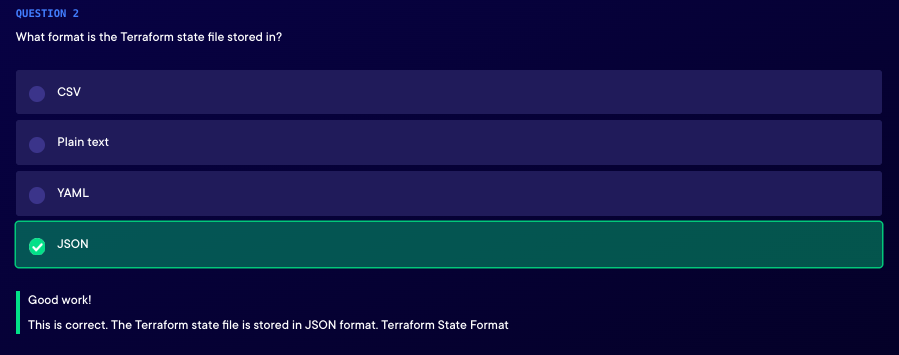 QUESTION 2
What format is the Terraform state file stored in?
CSV
Plain text
YAML
JSON
Good work!
This is correct. The Terraform state file is stored in JSON format. Terraform State Format